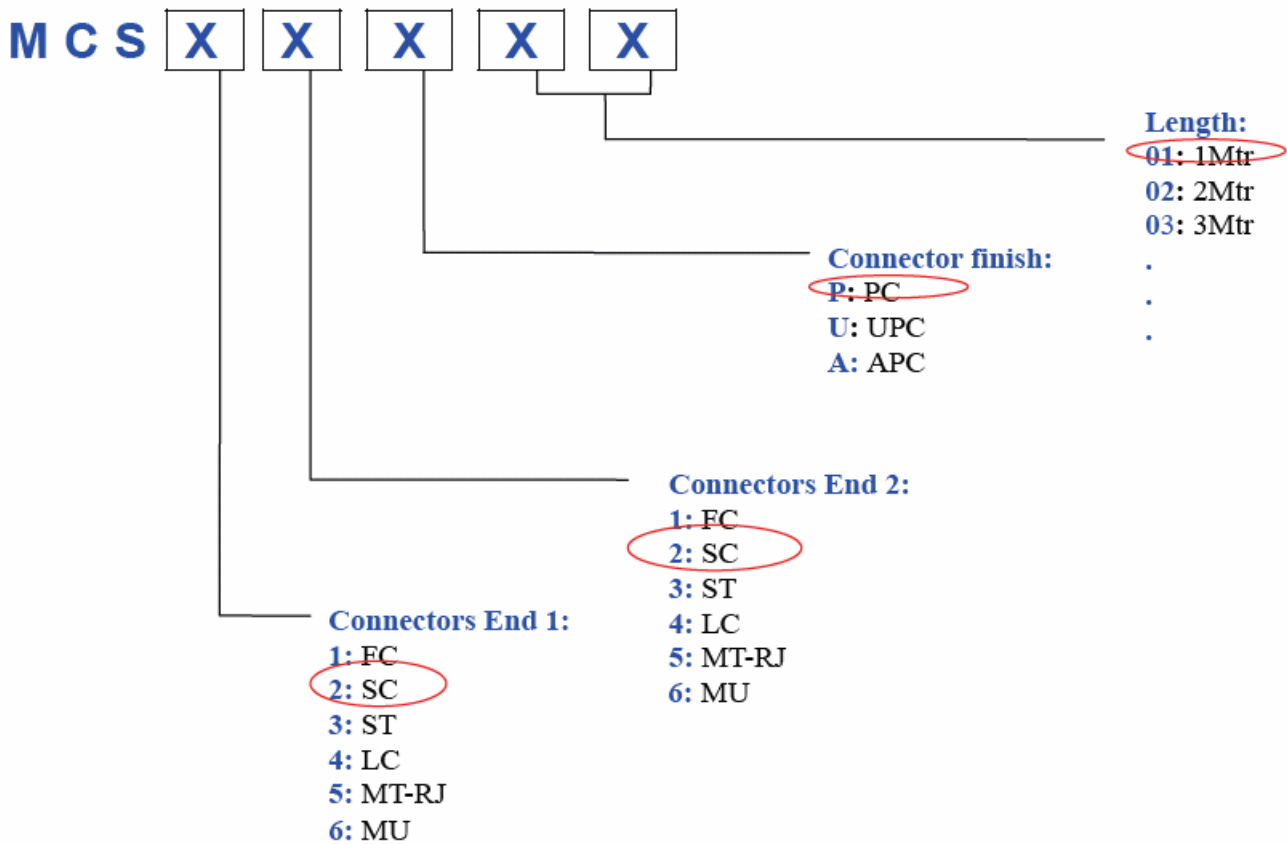 M C S X X X X X
Length:
01: 1Mtr
02: 2Mtr
03: 3Mtr
.
.
.
Connector finish:
P: PC
U: UPC
A: APC
Connectors End 2:
1: FC
2: SC
3: ST
4: LC
5: MT-RJ
6: MU
Connectors End 1:
1: FC
2: SC
3: ST
4: LC
5: MT-RJ
6: MU